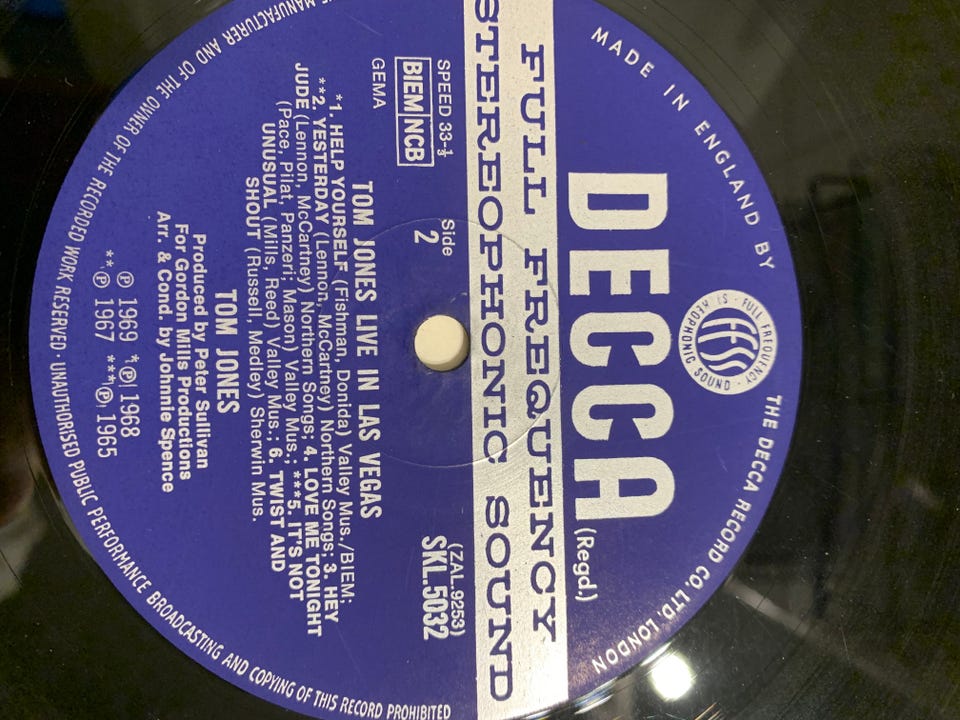 MADE IN ENGLAND BY
THE DECCA RECORD CO. LTD. LONDON
FULL FREQUENCY STEREOPHONIC SOUND
ffss
DECCA
(Regd.)
FULL FREQUENCY
STEREOPHONIC SOUND
SPEED 33-⅓
BIEM NCB
GEMA
Side
2
(ZAL.9253)
SKL.5032
TOM JONES LIVE IN LAS VEGAS
*1. HELP YOURSELF (Fishman, Donida) Valley Mus./BIEM;
**2. YESTERDAY (Lennon, McCartney) Northern Songs; 3. HEY
JUDE (Lennon, McCartney) Northern Songs; 4. LOVE ME TONIGHT
(Pace, Pilat, Panzeri; Mason) Valley Mus.; ***5. IT'S NOT
UNUSUAL (Mills, Reed) Valley Mus.; 6. TWIST AND
SHOUT (Russell, Medley) Sherwin Mus.
TOM JONES
Produced by Peter Sullivan
For Gordon Mills Productions
Arr. & Cond. by Johnnie Spence
℗ 1969 *℗ 1968
**℗ 1967 ***℗ 1965
MANUFACTURER AND OF THE OWNER OF THE RECORDED WORK RESERVED · UNAUTHORISED PUBLIC PERFORMANCE BROADCASTING AND COPYING OF THIS RECORD PROHIBITED